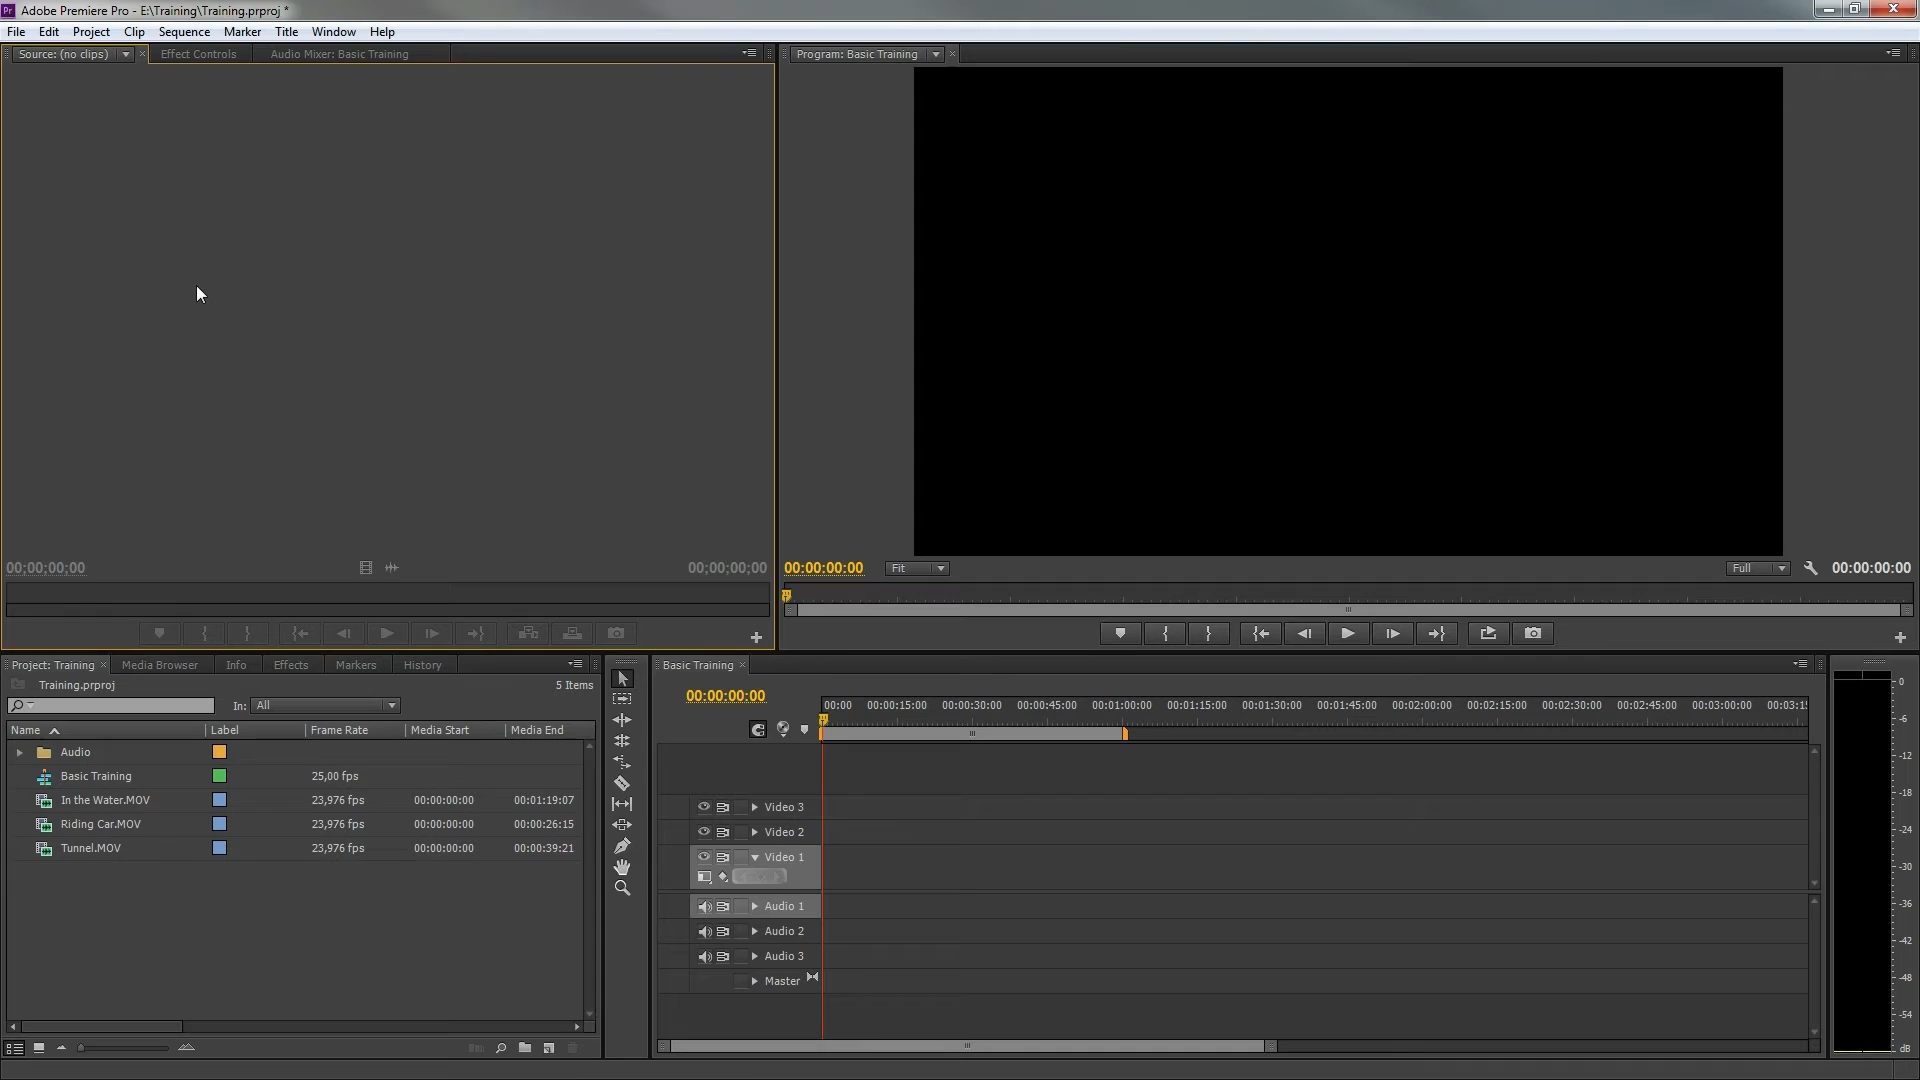 Pr Adobe Premiere Pro - E:\Training\Training.prproj *
File Edit Project Clip Sequence Marker Title Window Help
Source: (no clips) Effect Controls Audio Mixer: Basic Training
Program: Basic Training
00;00;00;00 00;00;00;00
00:00:00:00 Fit Full 00:00:00:00
Project: Training Media Browser Info Effects Markers History
Training.prproj 5 Items
In: All
Name Label Frame Rate Media Start Media End
Audio
Basic Training 25,00 fps
In the Water.MOV 23,976 fps 00:00:00:00 00:01:19:07
Riding Car.MOV 23,976 fps 00:00:00:00 00:00:26:15
Tunnel.MOV 23,976 fps 00:00:00:00 00:00:39:21
Basic Training
00:00:00:00
00:00 00:00:15:00 00:00:30:00 00:00:45:00 00:01:00:00 00:01:15:00 00:01:30:00 00:01:45:00 00:02:00:00 00:02:15:00 00:02:30:00 00:02:45:00 00:03:00:00 00:03:15
Video 3
Video 2
Video 1
Audio 1
Audio 2
Audio 3
Master
0
-6
-12
-18
-24
-30
-36
-42
-48
-54
dB